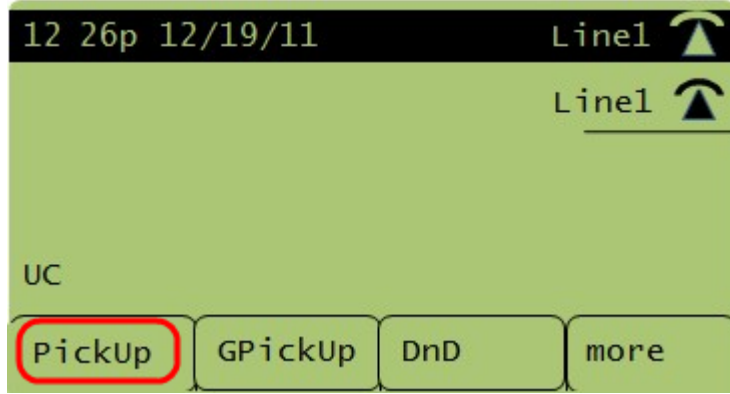 12 26p 12/19/11 Line1
Line1
UC
PickUp GPickUp DnD more